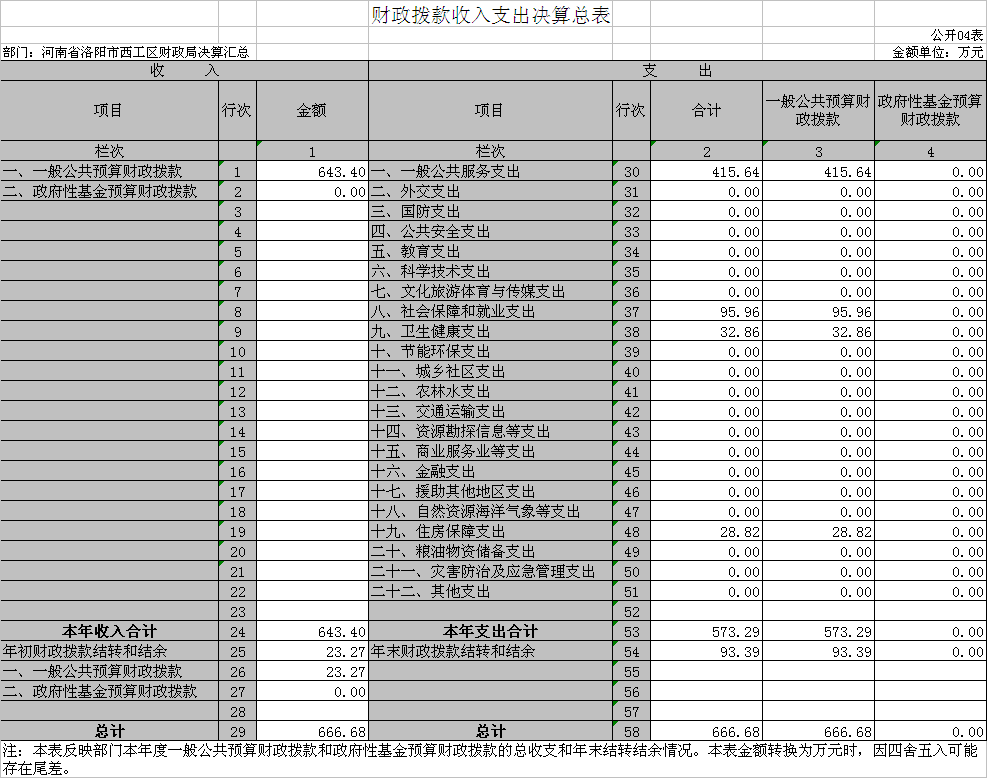 财政拨款收入支出决算总表
公开04表
部门：河南省洛阳市西工区财政局决算汇总 金额单位：万元
收 入 支 出
项目 行次 金额 项目 行次 合计 一般公共预算财政拨款 政府性基金预算财政拨款
栏次 1 栏次 2 3 4
一、一般公共预算财政拨款 1 643.40 一、一般公共服务支出 30 415.64 415.64 0.00
二、政府性基金预算财政拨款 2 0.00 二、外交支出 31 0.00 0.00 0.00
3 三、国防支出 32 0.00 0.00 0.00
4 四、公共安全支出 33 0.00 0.00 0.00
5 五、教育支出 34 0.00 0.00 0.00
6 六、科学技术支出 35 0.00 0.00 0.00
7 七、文化旅游体育与传媒支出 36 0.00 0.00 0.00
8 八、社会保障和就业支出 37 95.96 95.96 0.00
9 九、卫生健康支出 38 32.86 32.86 0.00
10 十、节能环保支出 39 0.00 0.00 0.00
11 十一、城乡社区支出 40 0.00 0.00 0.00
12 十二、农林水支出 41 0.00 0.00 0.00
13 十三、交通运输支出 42 0.00 0.00 0.00
14 十四、资源勘探信息等支出 43 0.00 0.00 0.00
15 十五、商业服务业等支出 44 0.00 0.00 0.00
16 十六、金融支出 45 0.00 0.00 0.00
17 十七、援助其他地区支出 46 0.00 0.00 0.00
18 十八、自然资源海洋气象等支出 47 0.00 0.00 0.00
19 十九、住房保障支出 48 28.82 28.82 0.00
20 二十、粮油物资储备支出 49 0.00 0.00 0.00
21 二十一、灾害防治及应急管理支出 50 0.00 0.00 0.00
22 二十二、其他支出 51 0.00 0.00 0.00
23 52
本年收入合计 24 643.40 本年支出合计 53 573.29 573.29 0.00
年初财政拨款结转和结余 25 23.27 年末财政拨款结转和结余 54 93.39 93.39 0.00
一、一般公共预算财政拨款 26 23.27 55
二、政府性基金预算财政拨款 27 0.00 56
28 57
总计 29 666.68 总计 58 666.68 666.68 0.00
注：本表反映部门本年度一般公共预算财政拨款和政府性基金预算财政拨款的总收支和年末结转结余情况。本表金额转换为万元时，因四舍五入可能
存在尾差。